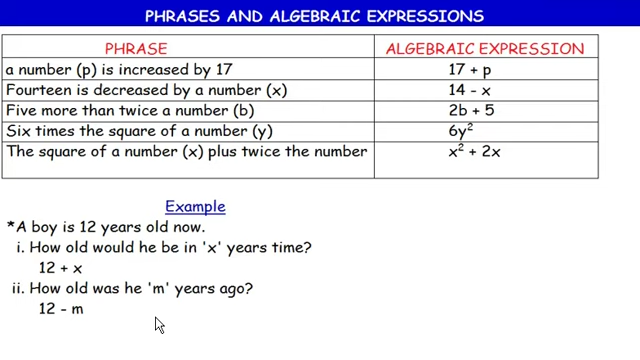 PHRASES AND ALGEBRAIC EXPRESSIONS
PHRASE ALGEBRAIC EXPRESSION
a number (p) is increased by 17 17 + p
Fourteen is decreased by a number (x) 14 - x
Five more than twice a number (b) 2b + 5
Six times the square of a number (y) 6y²
The square of a number (x) plus twice the number x² + 2x
Example
*A boy is 12 years old now.
i. How old would he be in 'x' years time?
12 + x
ii. How old was he 'm' years ago?
12 - m